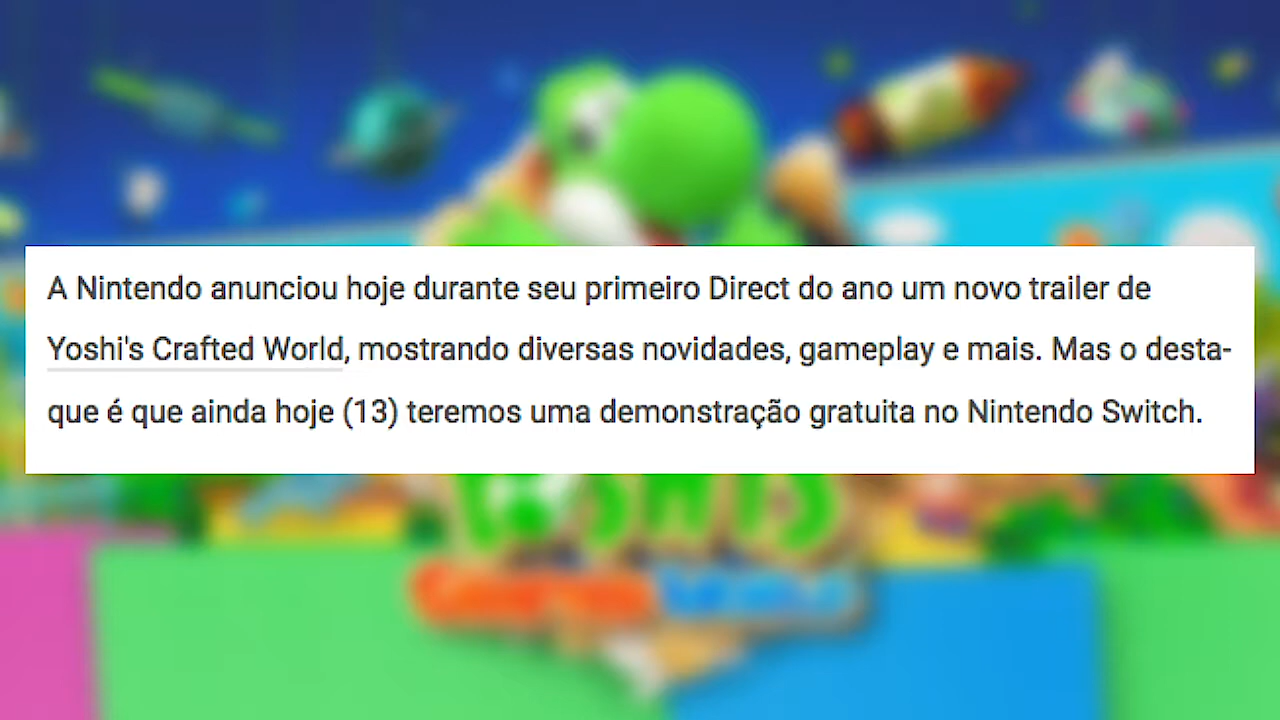 A Nintendo anunciou hoje durante seu primeiro Direct do ano um novo trailer de
Yoshi's Crafted World, mostrando diversas novidades, gameplay e mais. Mas o desta-
que é que ainda hoje (13) teremos uma demonstração gratuita no Nintendo Switch.